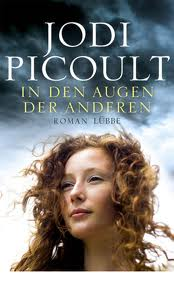 JODI
PICOULT
IN DEN AUGEN
DER ANDEREN
ROMAN LÜBBE